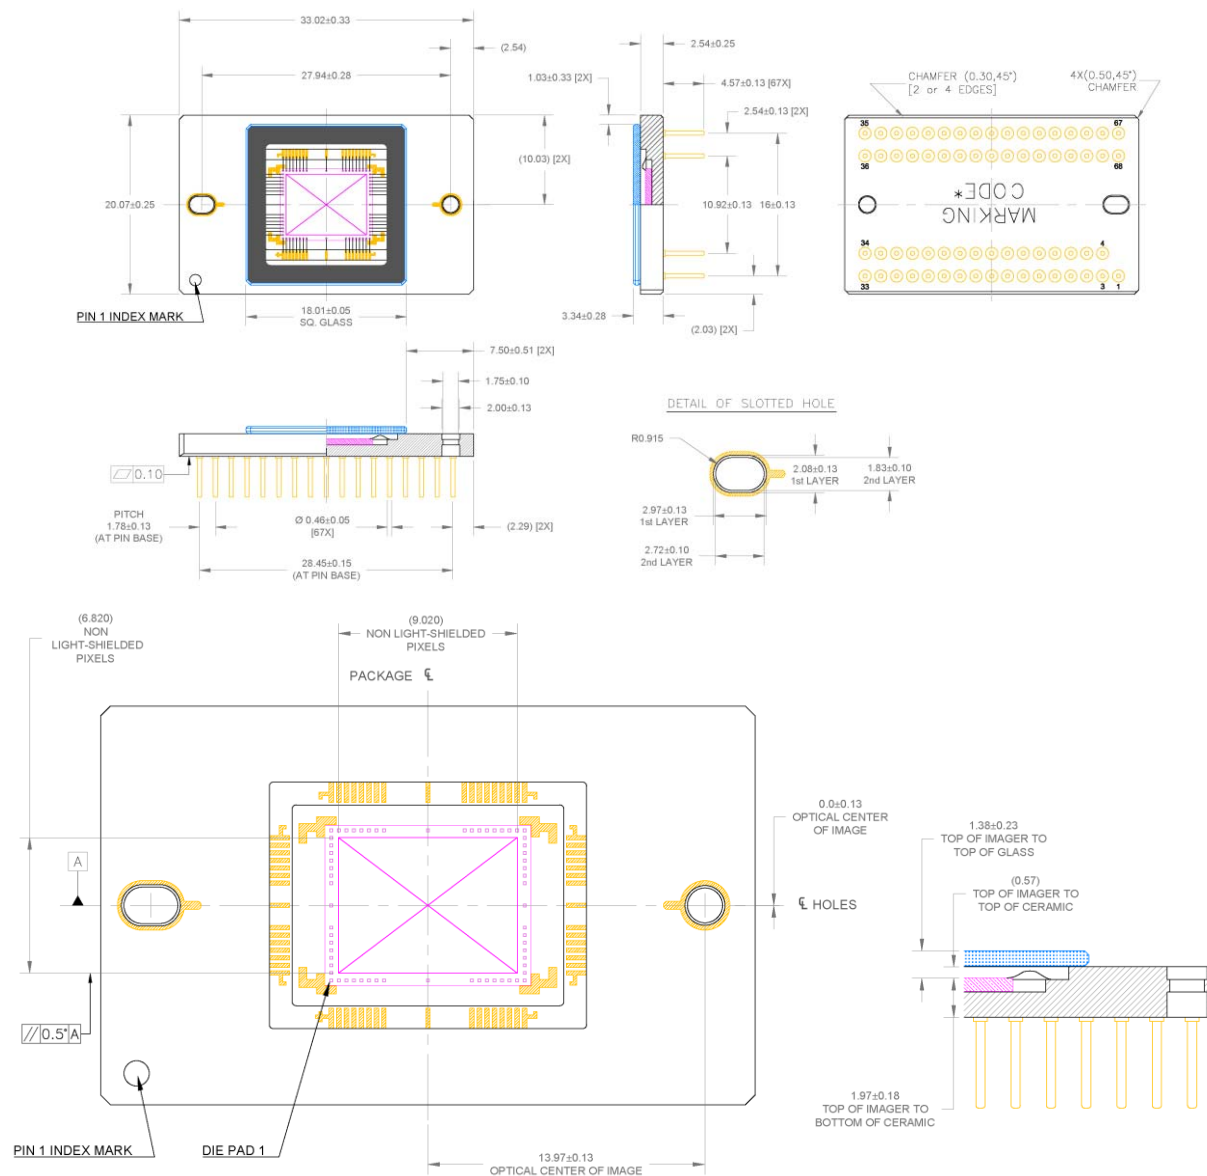 33.02±0.33
(2.54)
27.94±0.28
20.07±0.25
(10.03) [2X]
PIN 1 INDEX MARK
18.01±0.05
SQ. GLASS
2.54±0.25
1.03±0.33 [2X]
4.57±0.13 [67X]
2.54±0.13 [2X]
10.92±0.13
16±0.13
3.34±0.28
(2.03) [2X]
CHAMFER (0.30,45°)
[2 or 4 EDGES]
4X(0.50,45°)
CHAMFER
35
67
36
68
MARKING
CODE*
34
4
33
3
1
7.50±0.51 [2X]
1.75±0.10
2.00±0.13
0.10
PITCH
1.78±0.13
(AT PIN BASE)
Ø 0.46±0.05
[67X]
(2.29) [2X]
28.45±0.15
(AT PIN BASE)
DETAIL OF SLOTTED HOLE
R0.915
2.08±0.13
1st LAYER
1.83±0.10
2nd LAYER
2.97±0.13
1st LAYER
2.72±0.10
2nd LAYER
(6.820)
NON
LIGHT-SHIELDED
PIXELS
(9.020)
NON LIGHT-SHIELDED
PIXELS
PACKAGE ℄
A
0.0±0.13
OPTICAL CENTER
OF IMAGE
℄ HOLES
//0.5°A
PIN 1 INDEX MARK
DIE PAD 1
13.97±0.13
OPTICAL CENTER OF IMAGE
1.38±0.23
TOP OF IMAGER TO
TOP OF GLASS
(0.57)
TOP OF IMAGER TO
TOP OF CERAMIC
1.97±0.18
TOP OF IMAGER TO
BOTTOM OF CERAMIC